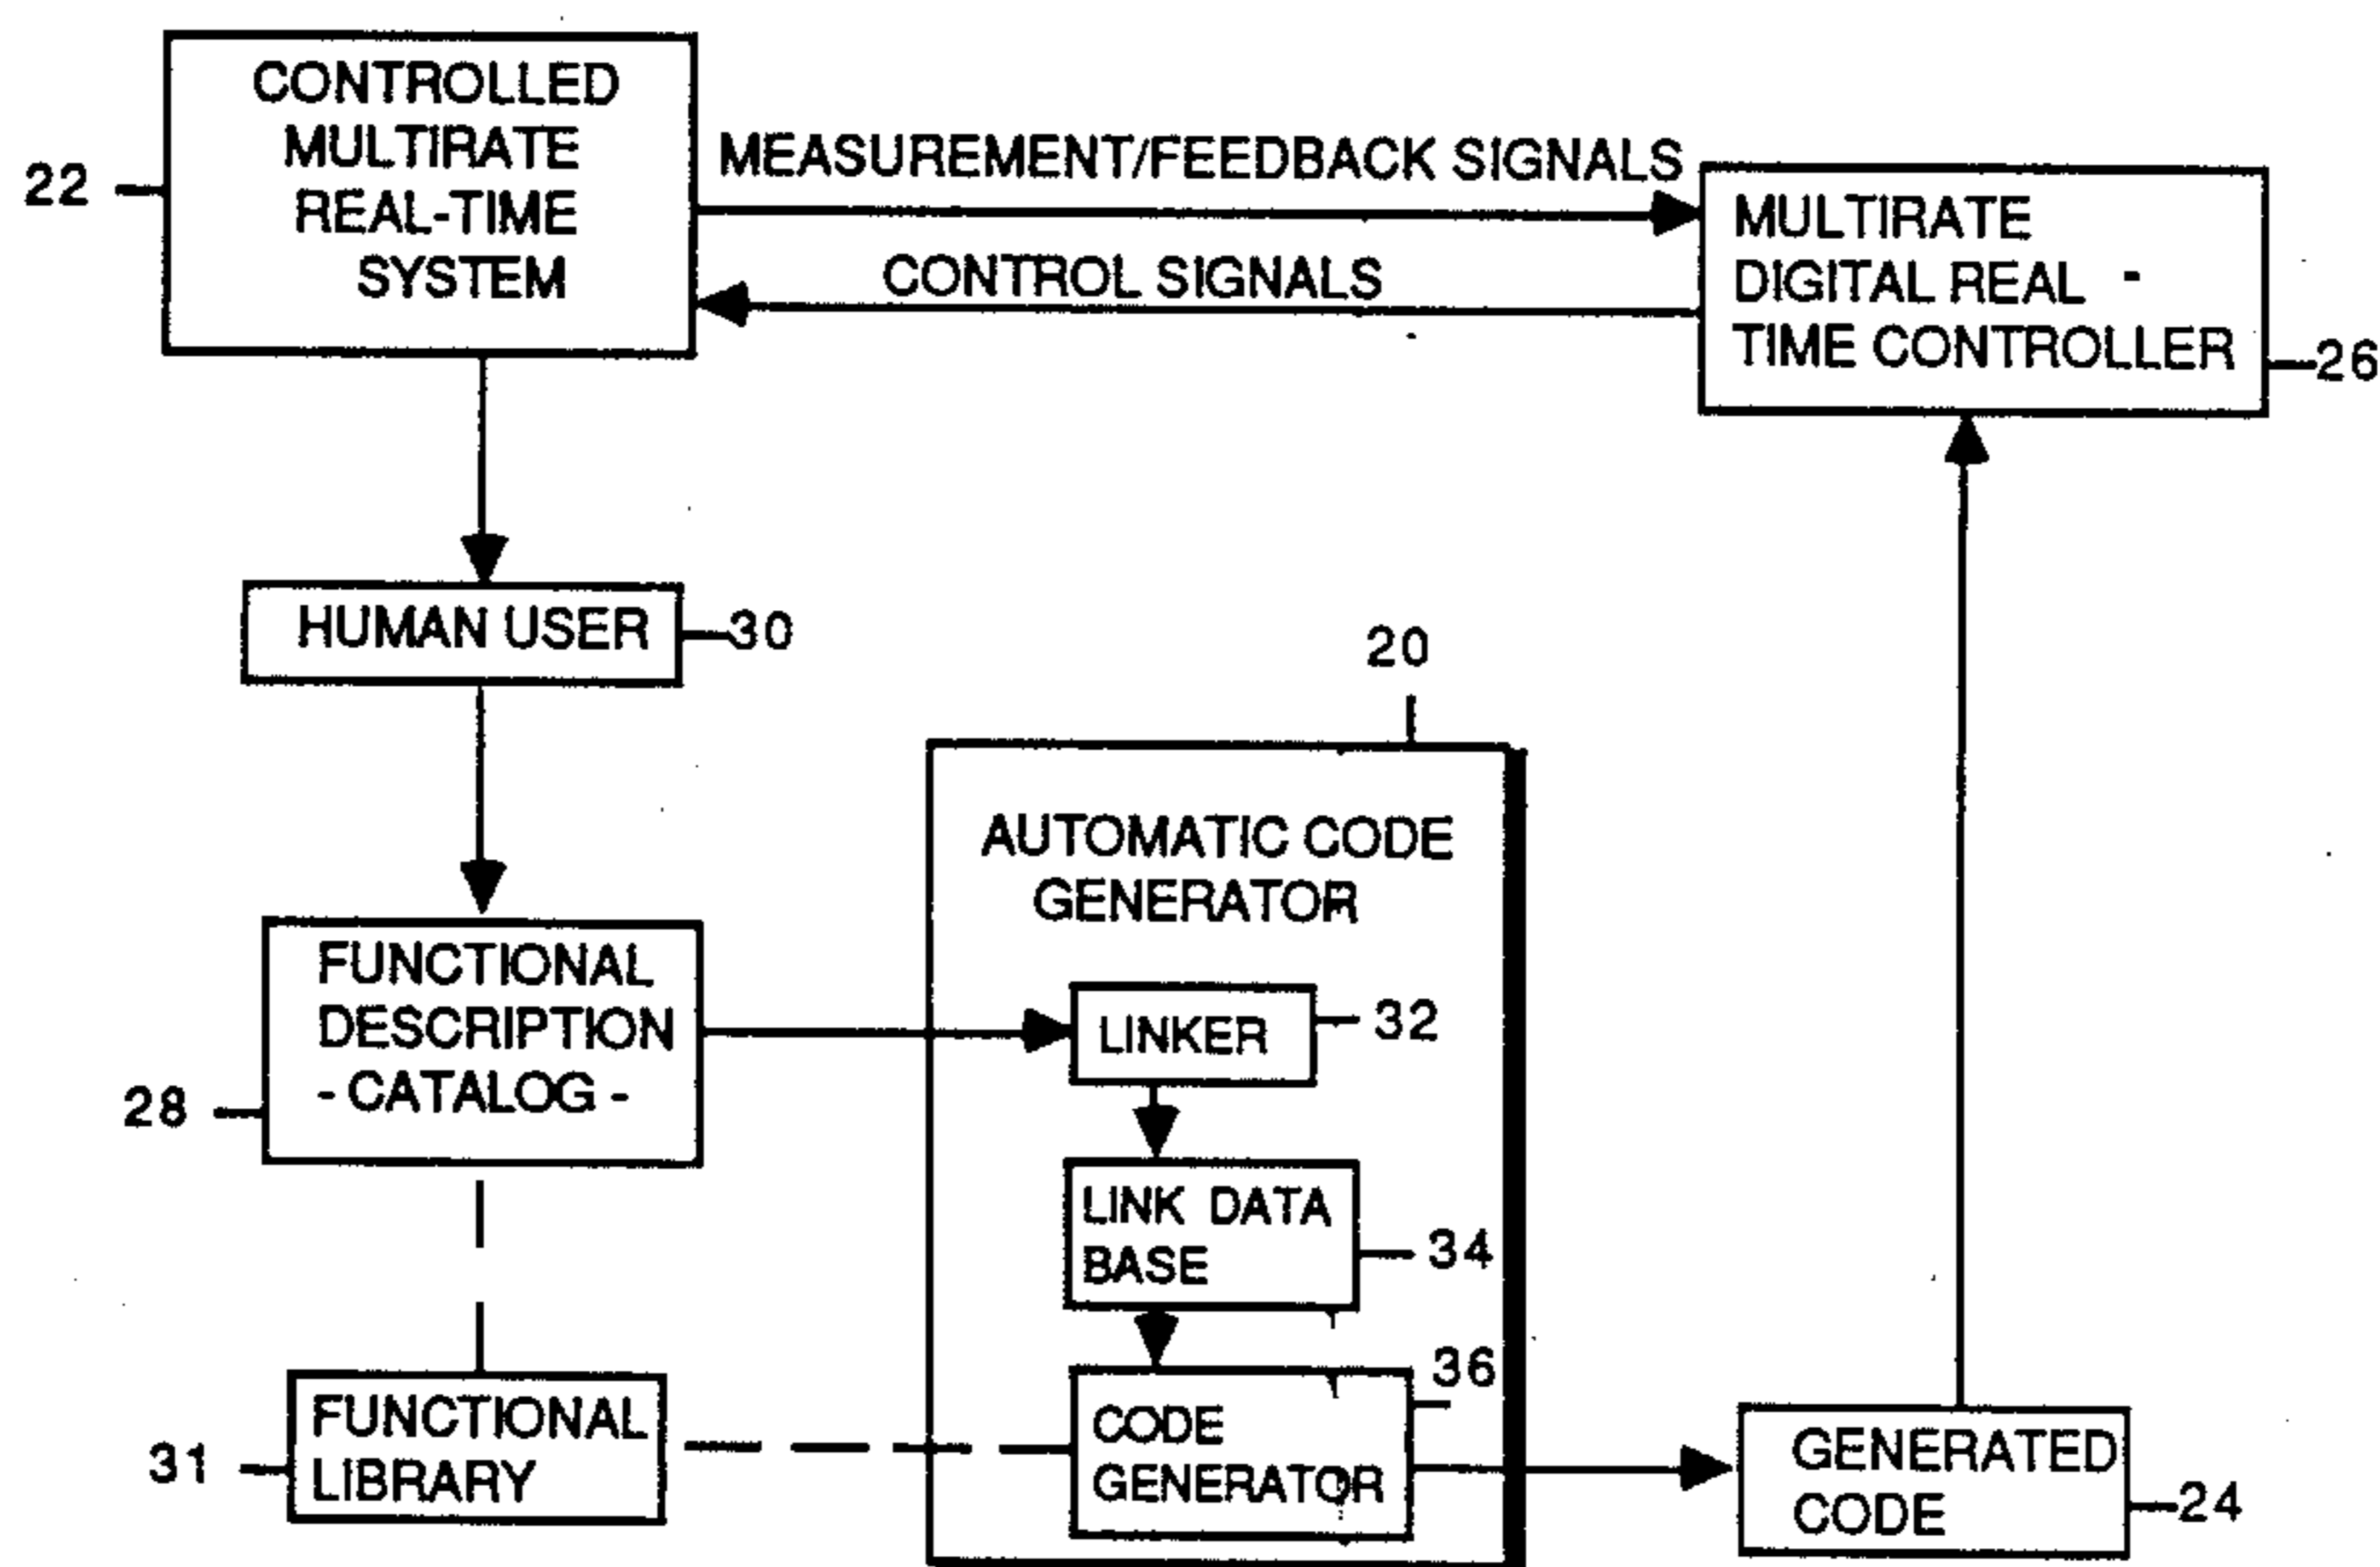 CONTROLLED
MULTIRATE
REAL-TIME
SYSTEM
22
MEASUREMENT/FEEDBACK SIGNALS
CONTROL SIGNALS
MULTIRATE
DIGITAL REAL -
TIME CONTROLLER
26
HUMAN USER
30
20
AUTOMATIC CODE
GENERATOR
FUNCTIONAL
DESCRIPTION
- CATALOG -
28
LINKER
32
LINK DATA
BASE
34
36
FUNCTIONAL
LIBRARY
31
CODE
GENERATOR
GENERATED
CODE
24